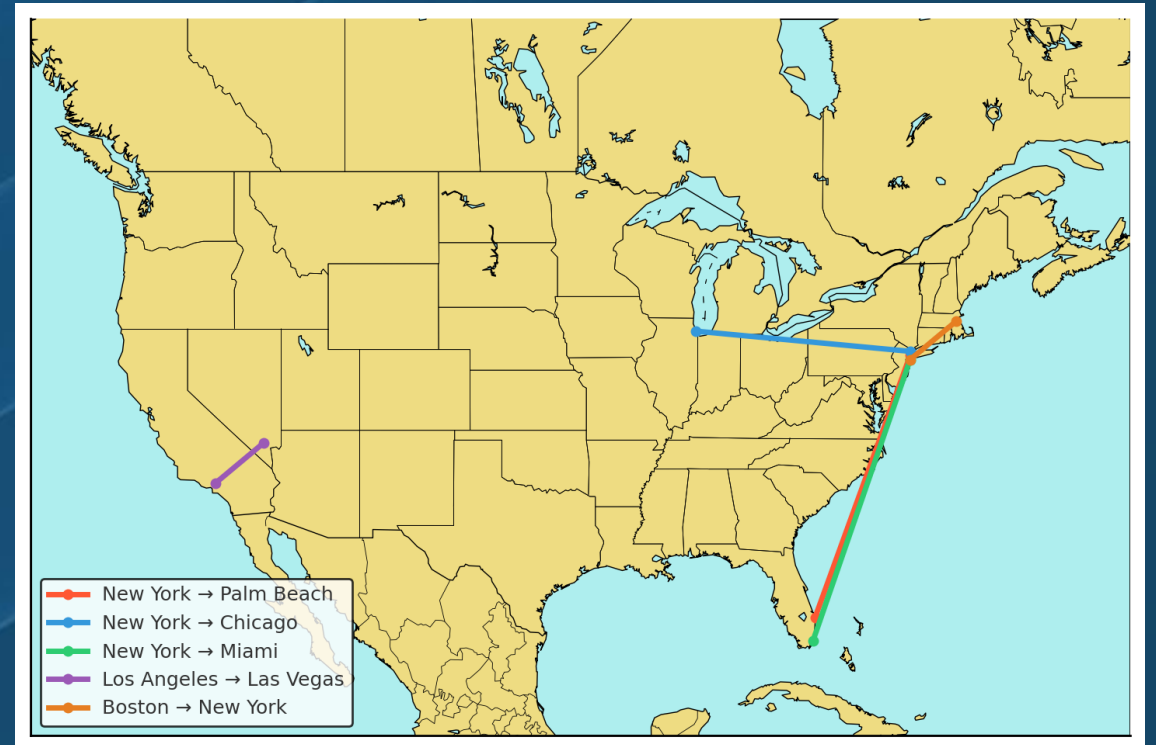 New York → Palm Beach
New York → Chicago
New York → Miami
Los Angeles → Las Vegas
Boston → New York